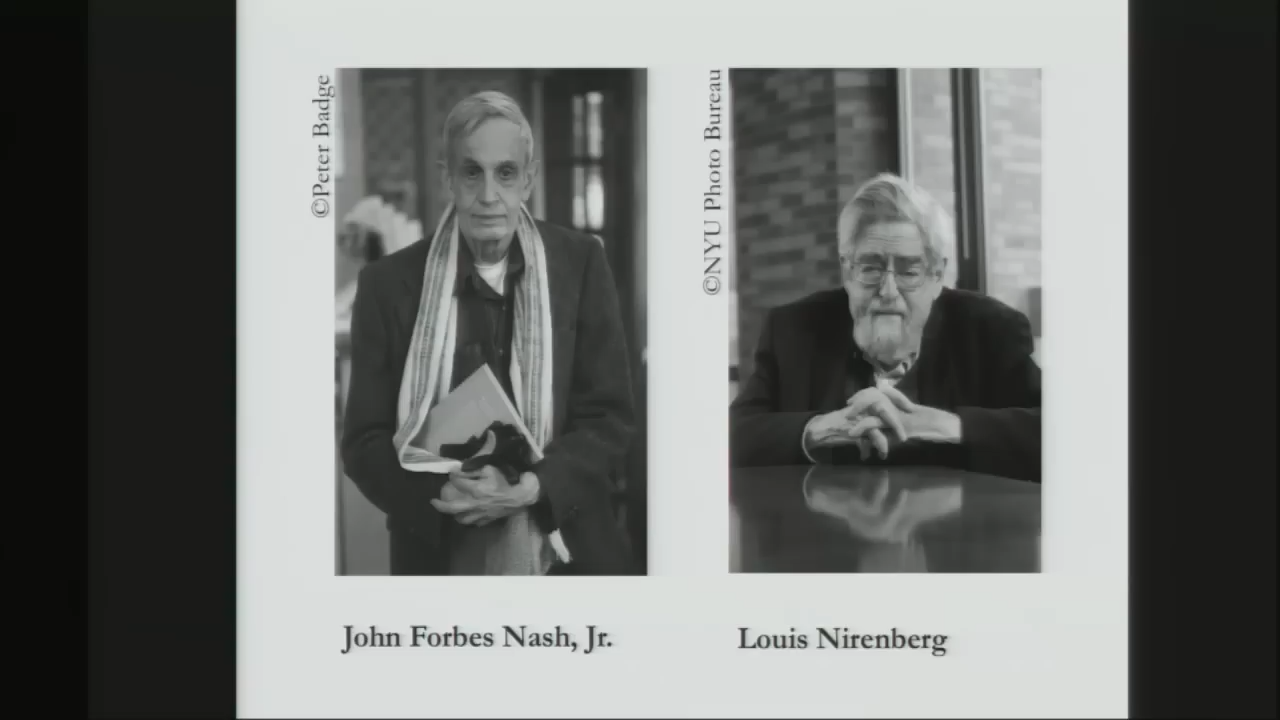 ©Peter Badge
©NYU Photo Bureau
John Forbes Nash, Jr.
Louis Nirenberg